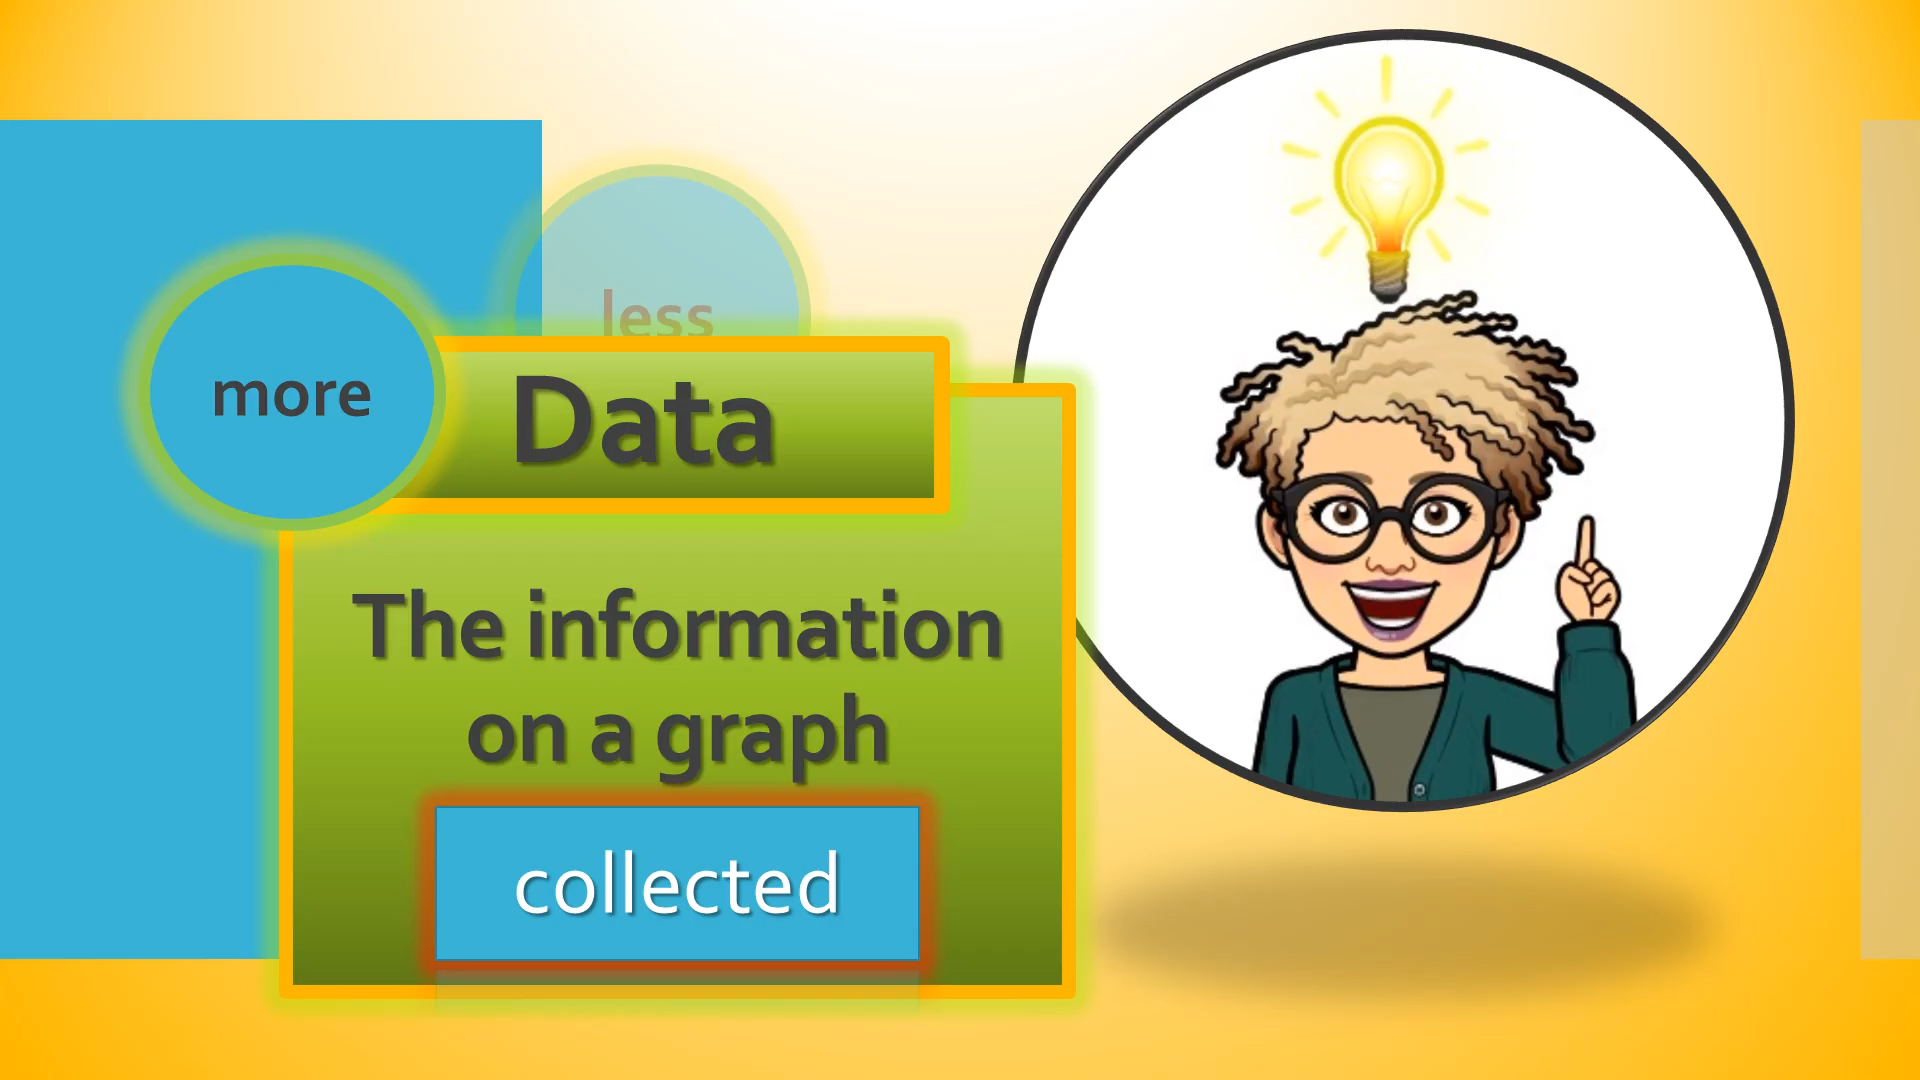 less
more
Data
The information
on a graph
collected